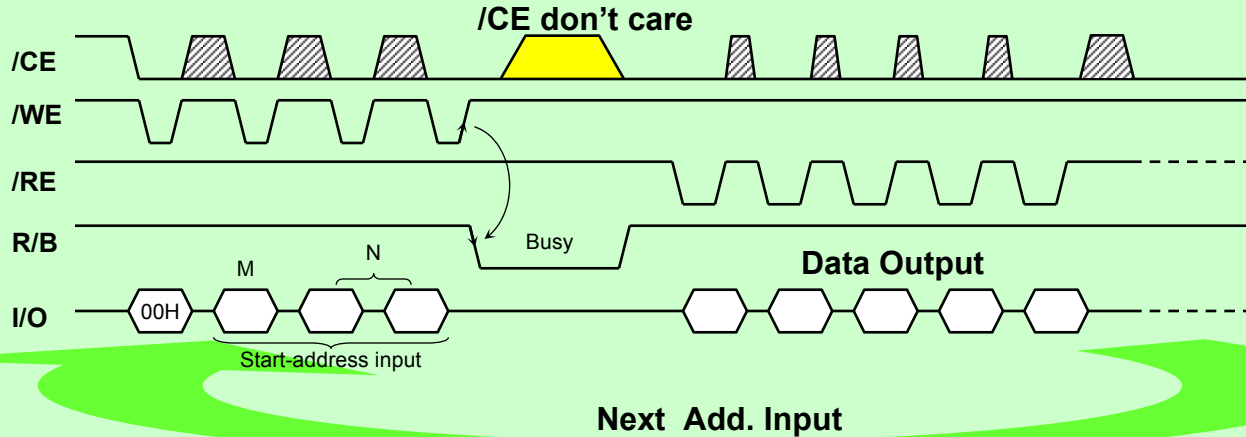 /CE don't care
/CE
/WE
/RE
R/B
Busy
M
N
Data Output
I/O
00H
Start-address input
Next Add. Input